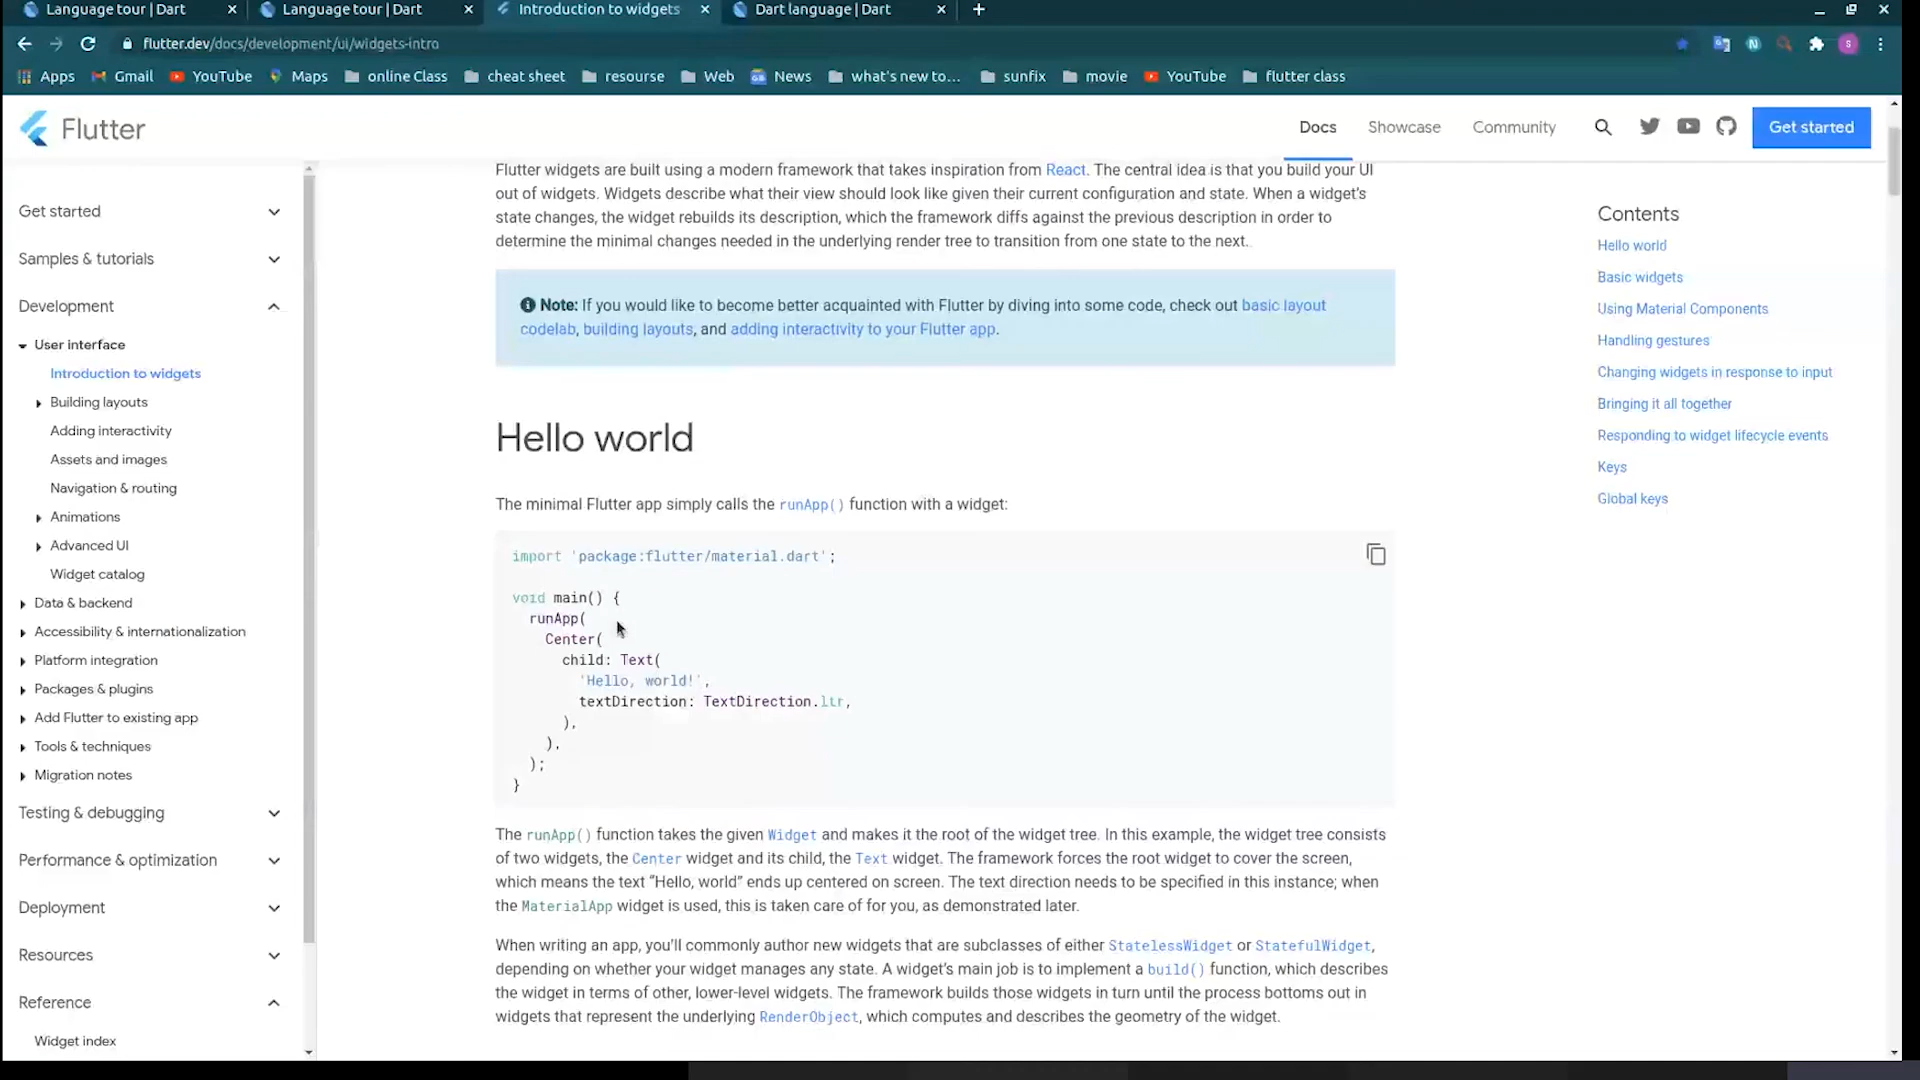 Language tour | Dart
Language tour | Dart
Introduction to widgets
Dart language | Dart
flutter.dev/docs/development/ui/widgets-intro
Apps
Gmail
YouTube
Maps
online Class
cheat sheet
resourse
Web
News
what's new to...
sunfix
movie
YouTube
flutter class
Flutter
Docs
Showcase
Community
Get started
Get started
Samples & tutorials
Development
User interface
Introduction to widgets
Building layouts
Adding interactivity
Assets and images
Navigation & routing
Animations
Advanced UI
Widget catalog
Data & backend
Accessibility & internationalization
Platform integration
Packages & plugins
Add Flutter to existing app
Tools & techniques
Migration notes
Testing & debugging
Performance & optimization
Deployment
Resources
Reference
Widget index
Flutter widgets are built using a modern framework that takes inspiration from React. The central idea is that you build your UI
out of widgets. Widgets describe what their view should look like given their current configuration and state. When a widget's
state changes, the widget rebuilds its description, which the framework diffs against the previous description in order to
determine the minimal changes needed in the underlying render tree to transition from one state to the next.
Note: If you would like to become better acquainted with Flutter by diving into some code, check out basic layout
codelab, building layouts, and adding interactivity to your Flutter app.
Hello world
The minimal Flutter app simply calls the runApp() function with a widget:
import 'package:flutter/material.dart';
void main() {
runApp(
Center(
child: Text(
'Hello, world!',
textDirection: TextDirection.ltr,
),
),
);
}
The runApp() function takes the given Widget and makes it the root of the widget tree. In this example, the widget tree consists
of two widgets, the Center widget and its child, the Text widget. The framework forces the root widget to cover the screen,
which means the text “Hello, world” ends up centered on screen. The text direction needs to be specified in this instance; when
the MaterialApp widget is used, this is taken care of for you, as demonstrated later.
When writing an app, you'll commonly author new widgets that are subclasses of either StatelessWidget or StatefulWidget,
depending on whether your widget manages any state. A widget's main job is to implement a build() function, which describes
the widget in terms of other, lower-level widgets. The framework builds those widgets in turn until the process bottoms out in
widgets that represent the underlying RenderObject, which computes and describes the geometry of the widget.
Contents
Hello world
Basic widgets
Using Material Components
Handling gestures
Changing widgets in response to input
Bringing it all together
Responding to widget lifecycle events
Keys
Global keys